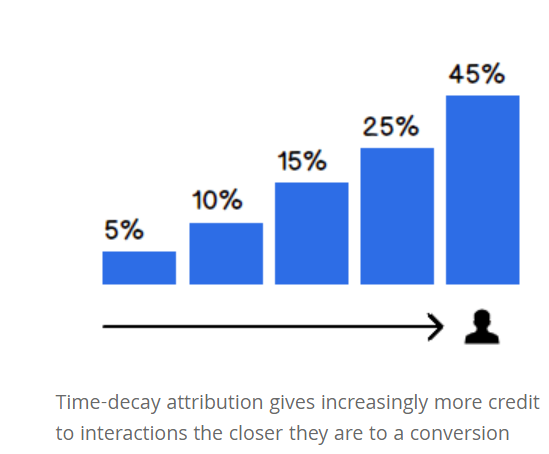 45%
25%
15%
10%
5%
Time-decay attribution gives increasingly more credit
to interactions the closer they are to a conversion